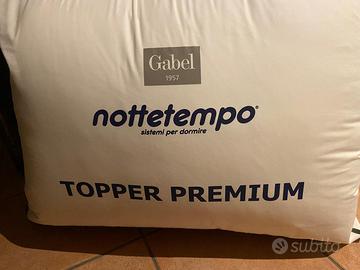 Gabel
1957
nottetempo®
sistemi per dormire
TOPPER PREMIUM
subito